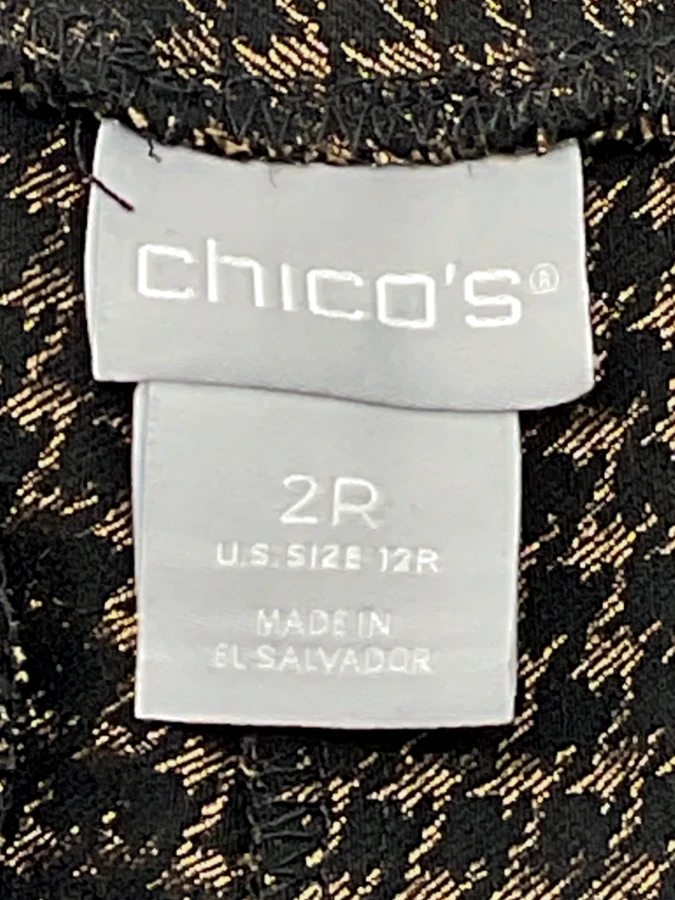 chico's®
2R
U.S. SIZE 12R
MADE IN
EL SALVADOR